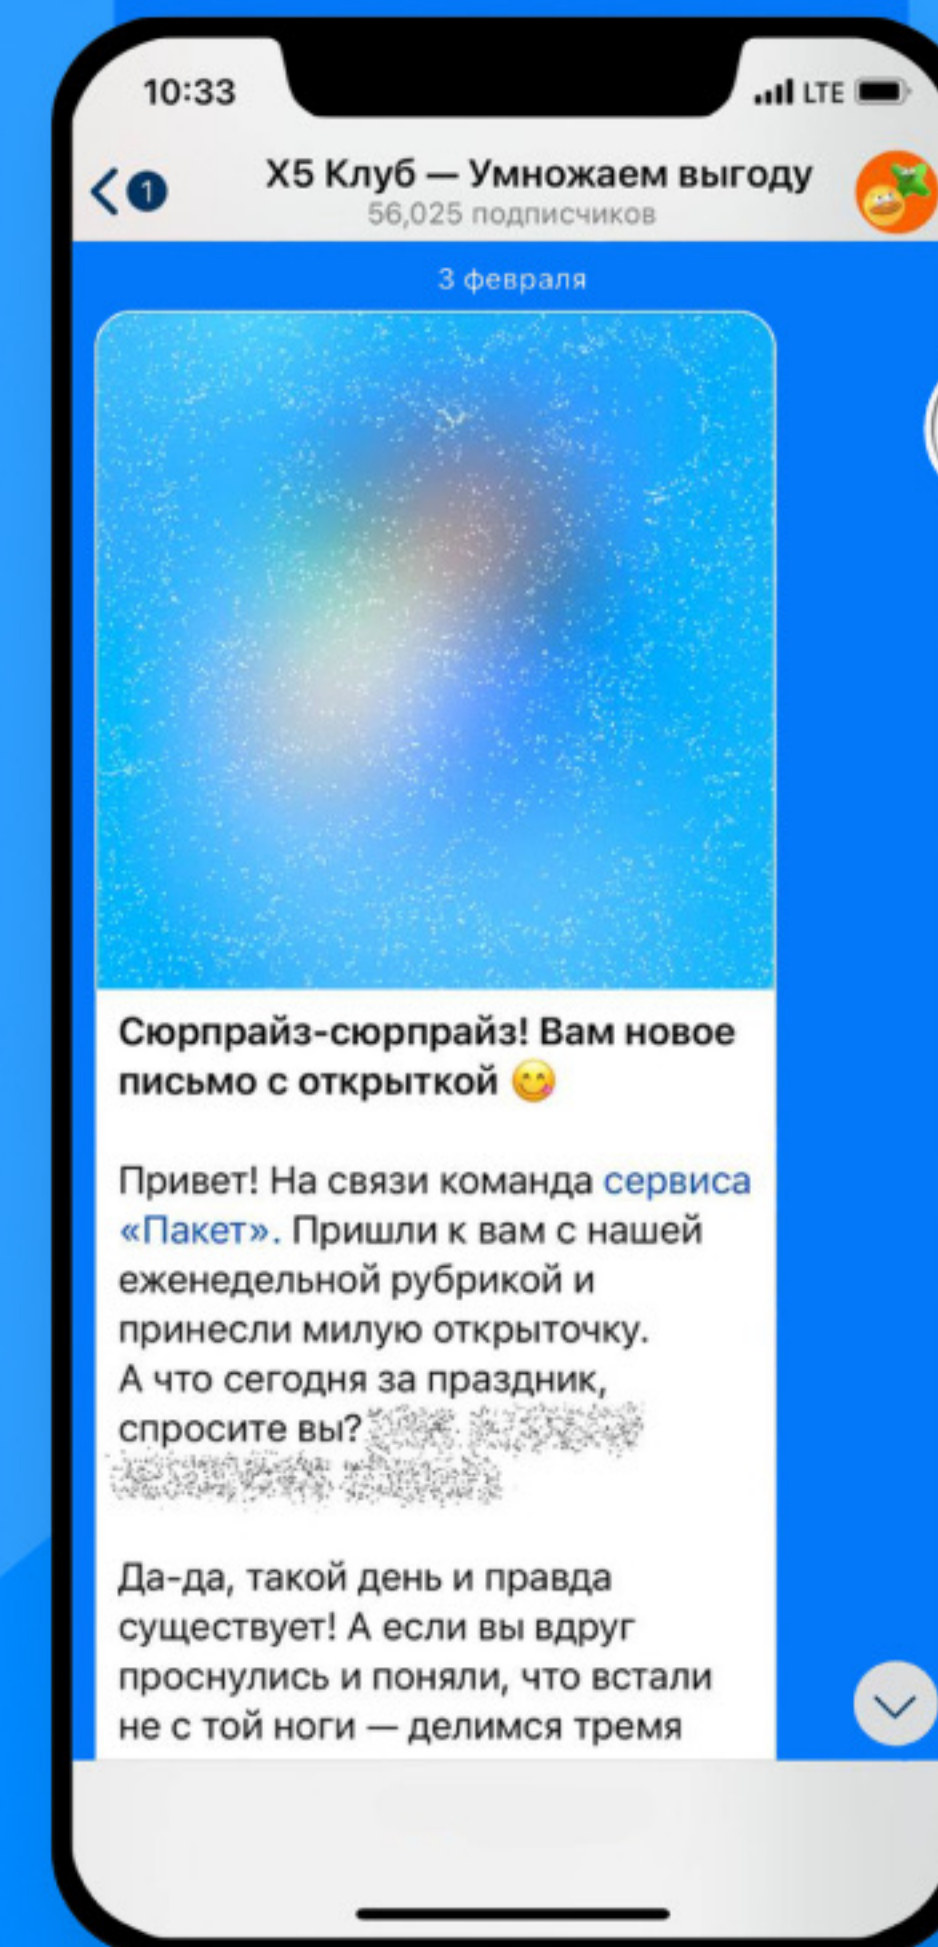 10:33
LTE
1
X5 Клуб — Умножаем выгоду
56,025 подписчиков
3 февраля
Сюрпрайз-сюрпрайз! Вам новое
письмо с открыткой 😋
Привет! На связи команда сервиса
«Пакет». Пришли к вам с нашей
еженедельной рубрикой и
принесли милую открыточку.
А что сегодня за праздник,
спросите вы?
Да-да, такой день и правда
существует! А если вы вдруг
проснулись и поняли, что встали
не с той ноги — делимся тремя